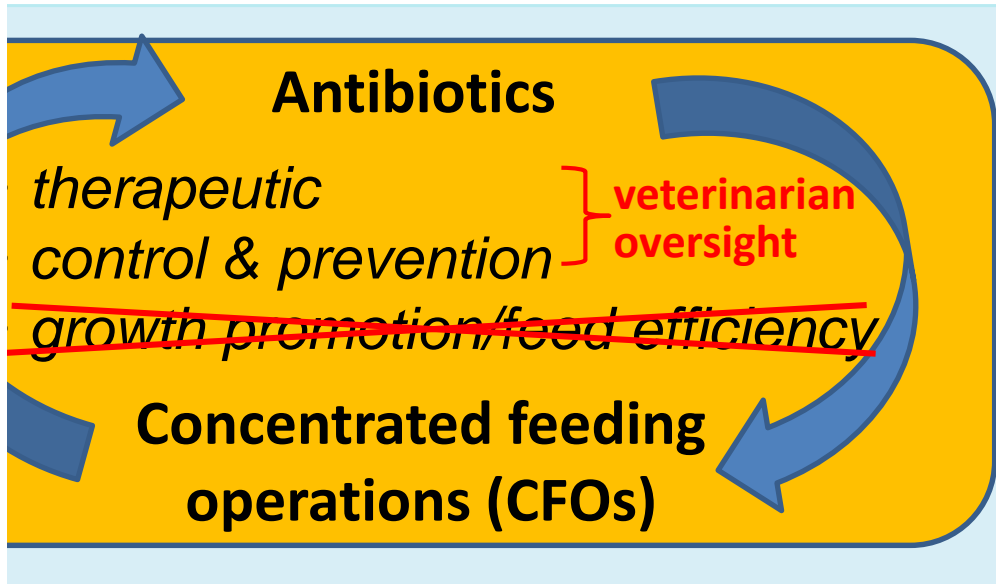 Antibiotics
therapeutic
control & prevention
veterinarian
oversight
growth promotion/feed efficiency
Concentrated feeding
operations (CFOs)